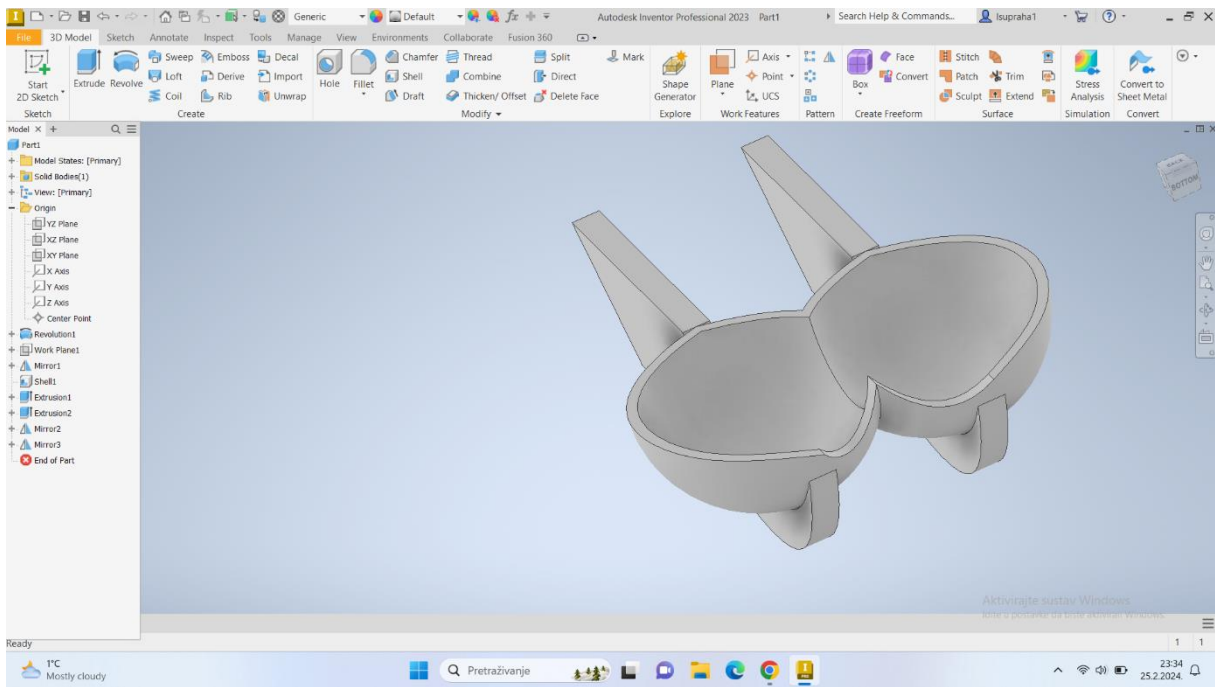 Generic
Default
Autodesk Inventor Professional 2023 Part1
Search Help & Commands...
lsupraha1
File 3D Model Sketch Annotate Inspect Tools Manage View Environments Collaborate Fusion 360
Start 2D Sketch
Extrude Revolve
Sweep Emboss Decal
Loft Derive Import
Coil Rib Unwrap
Hole Fillet
Chamfer Thread Split
Shell Combine Direct
Draft Thicken/ Offset Delete Face
Mark
Shape Generator
Plane
Axis
Point
UCS
Box
Face
Convert
Stitch
Patch Trim
Sculpt Extend
Stress Analysis
Convert to Sheet Metal
Sketch Create Modify Explore Work Features Pattern Create Freeform Surface Simulation Convert
Model
Part1
Model States: [Primary]
Solid Bodies(1)
View: [Primary]
Origin
YZ Plane
XZ Plane
XY Plane
X Axis
Y Axis
Z Axis
Center Point
Revolution1
Work Plane1
Mirror1
Shell1
Extrusion1
Extrusion2
Mirror2
Mirror3
End of Part
BACK
BOTTOM
Aktivirajte sustav Windows
Ready
1 1
1°C
Mostly cloudy
Pretraživanje
23:34
25.2.2024.